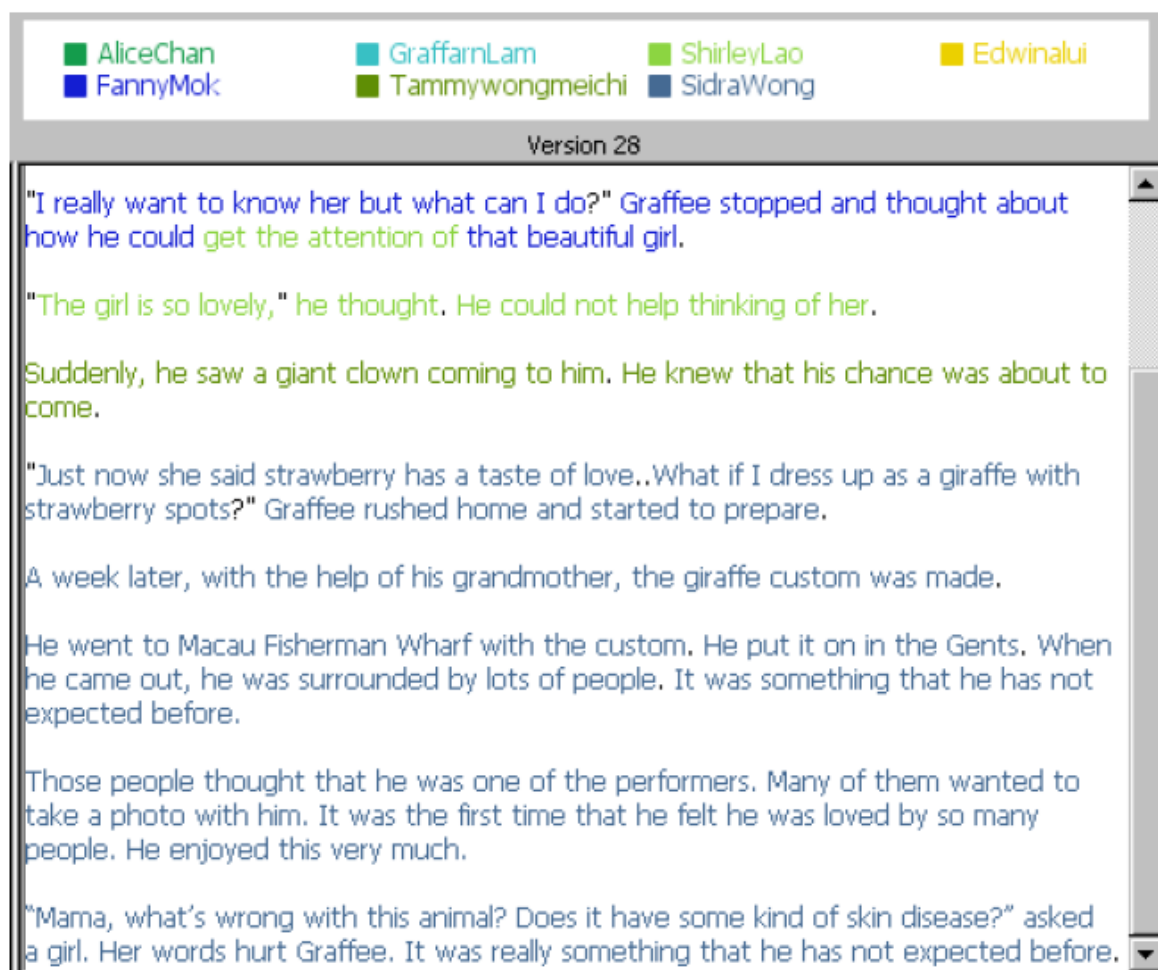 AliceChan GraffarnLam ShirleyLao Edwinalui
FannyMok Tammywongmeichi SidraWong
Version 28
"I really want to know her but what can I do?" Graffee stopped and thought about
how he could get the attention of that beautiful girl.
"The girl is so lovely," he thought. He could not help thinking of her.
Suddenly, he saw a giant clown coming to him. He knew that his chance was about to
come.
"Just now she said strawberry has a taste of love..What if I dress up as a giraffe with
strawberry spots?" Graffee rushed home and started to prepare.
A week later, with the help of his grandmother, the giraffe custom was made.
He went to Macau Fisherman Wharf with the custom. He put it on in the Gents. When
he came out, he was surrounded by lots of people. It was something that he has not
expected before.
Those people thought that he was one of the performers. Many of them wanted to
take a photo with him. It was the first time that he felt he was loved by so many
people. He enjoyed this very much.
“Mama, what’s wrong with this animal? Does it have some kind of skin disease?” asked
a girl. Her words hurt Graffee. It was really something that he has not expected before.